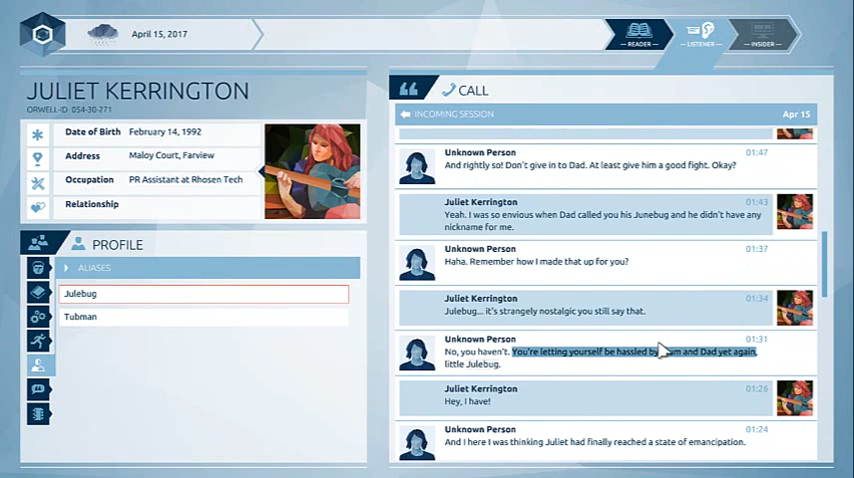 April 15, 2017
READER
LISTENER
INSIDER
JULIET KERRINGTON
ORWELL-ID 054-30-271
Date of Birth February 14, 1992
Address Maloy Court, Farview
Occupation PR Assistant at Rhosen Tech
Relationship
PROFILE
ALIASES
Julebug
Tubman
CALL
INCOMING SESSION Apr 15
Unknown Person 01:47
And rightly so! Don't give in to Dad. At least give him a good fight. Okay?
Juliet Kerrington 01:43
Yeah. I was so envious when Dad called you his Junebug and he didn't have any
nickname for me.
Unknown Person 01:37
Haha. Remember how I made that up for you?
Juliet Kerrington 01:34
Julebug... it's strangely nostalgic you still say that.
Unknown Person 01:31
No, you haven't. You're letting yourself be hassled by and Dad yet again,
little Julebug.
Juliet Kerrington 01:26
Hey, I have!
Unknown Person 01:24
And I here I was thinking Juliet had finally reached a state of emancipation.